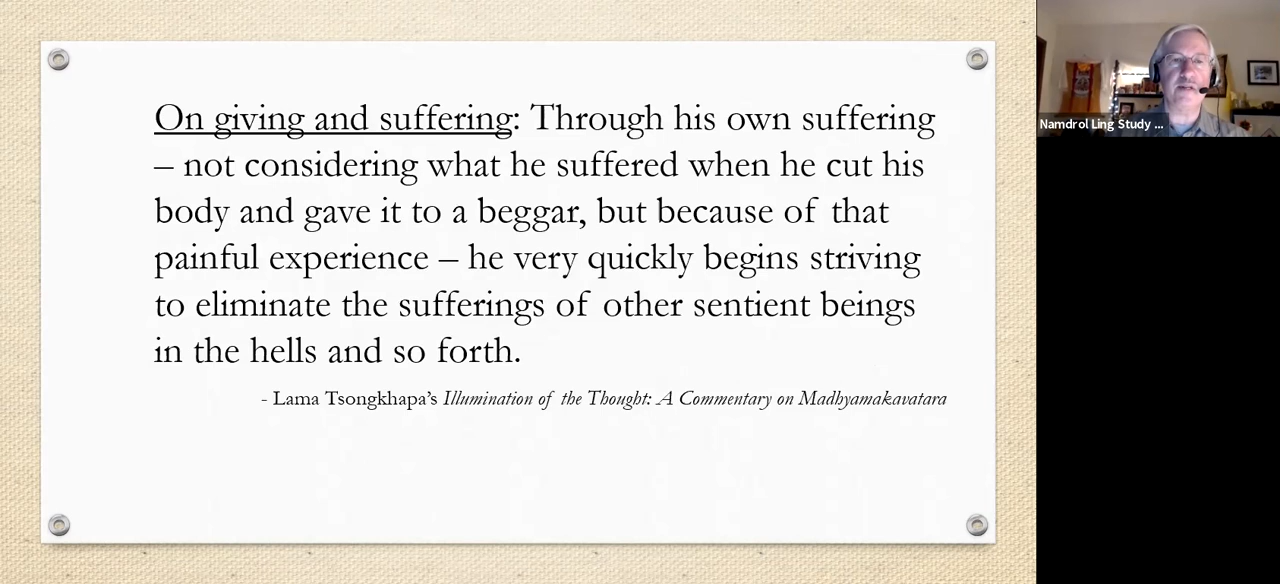 On giving and suffering: Through his own suffering
– not considering what he suffered when he cut his
body and gave it to a beggar, but because of that
painful experience – he very quickly begins striving
to eliminate the sufferings of other sentient beings
in the hells and so forth.
- Lama Tsongkhapa’s Illumination of the Thought: A Commentary on Madhyamakavatara
Namdrol Ling Study ...